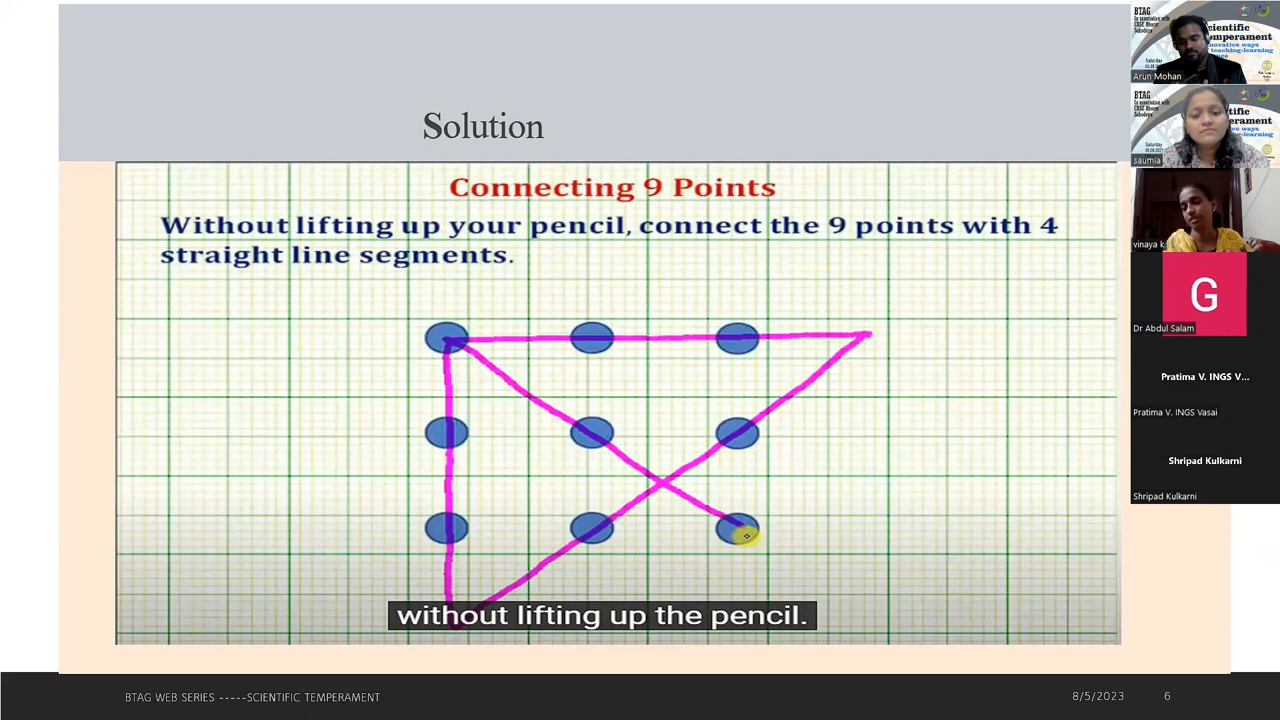 Solution
Connecting 9 Points
Without lifting up your pencil, connect the 9 points with 4
straight line segments.
without lifting up the pencil.
BTAG WEB SERIES -----SCIENTIFIC TEMPERAMENT
8/5/2023
6
BTAG
Arun Mohan
BTAG
saumia
vinaya k
G
Dr Abdul Salam
Pratima V. INGS V...
Pratima V. INGS Vasai
Shripad Kulkarni
Shripad Kulkarni